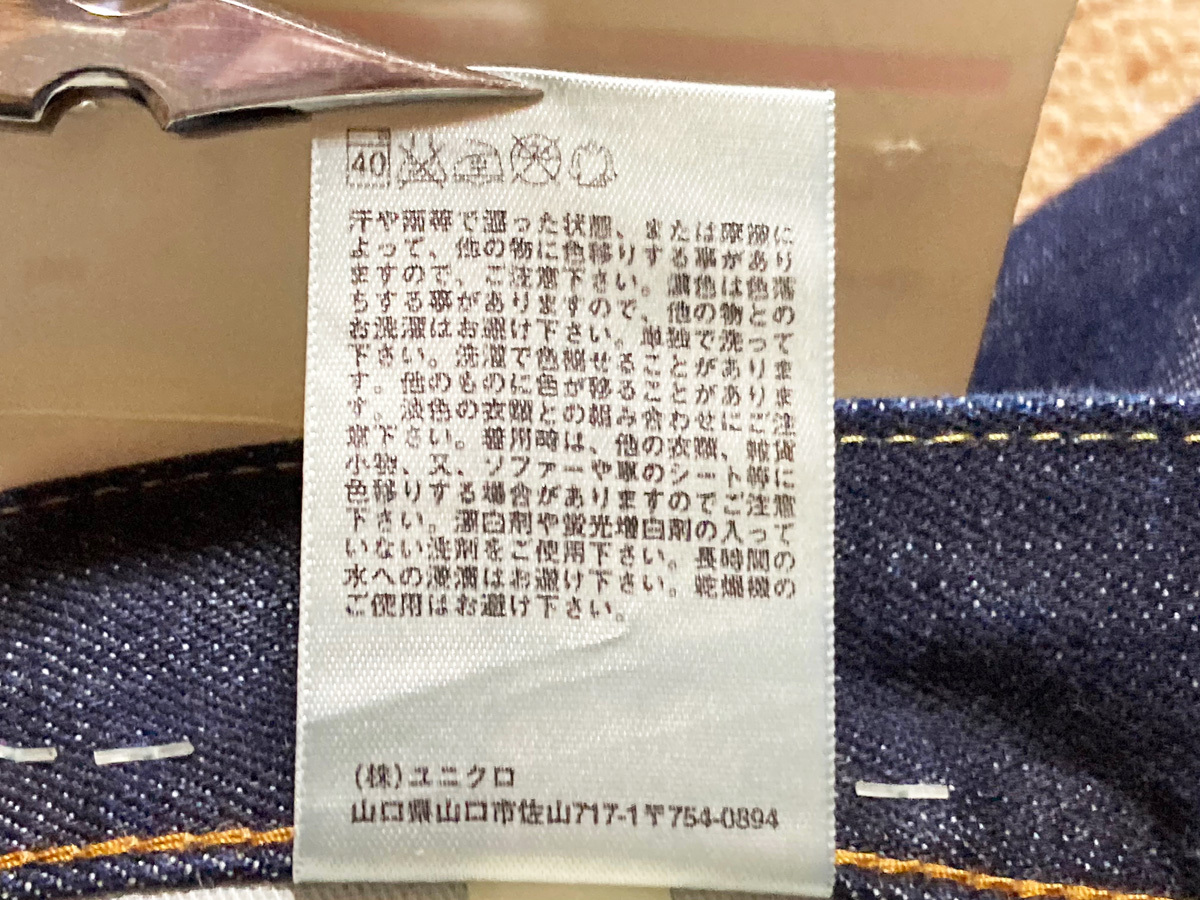 40 中
汗や雨等で湿った状態、または摩擦に
よって、他の物に色移りする事があり
ますので、ご注意下さい。濃色は色落
ちする事がありますので、他の物との
お洗濯はお避け下さい。単独で洗って
下さい。洗濯で色褪せることがありま
す。他のものに色が移ることがありま
す。淡色の衣類との組み合わせにご注
意下さい。着用時は、他の衣類、雑貨
小物、又、ソファーや車のシート等に
色移りする場合がありますのでご注意
下さい。漂白剤や蛍光増白剤の入って
いない洗剤をご使用下さい。長時間の
水への浸漬はお避け下さい。乾燥機の
ご使用はお避け下さい。
(株)ユニクロ
山口県山口市佐山717-1〒754-0894